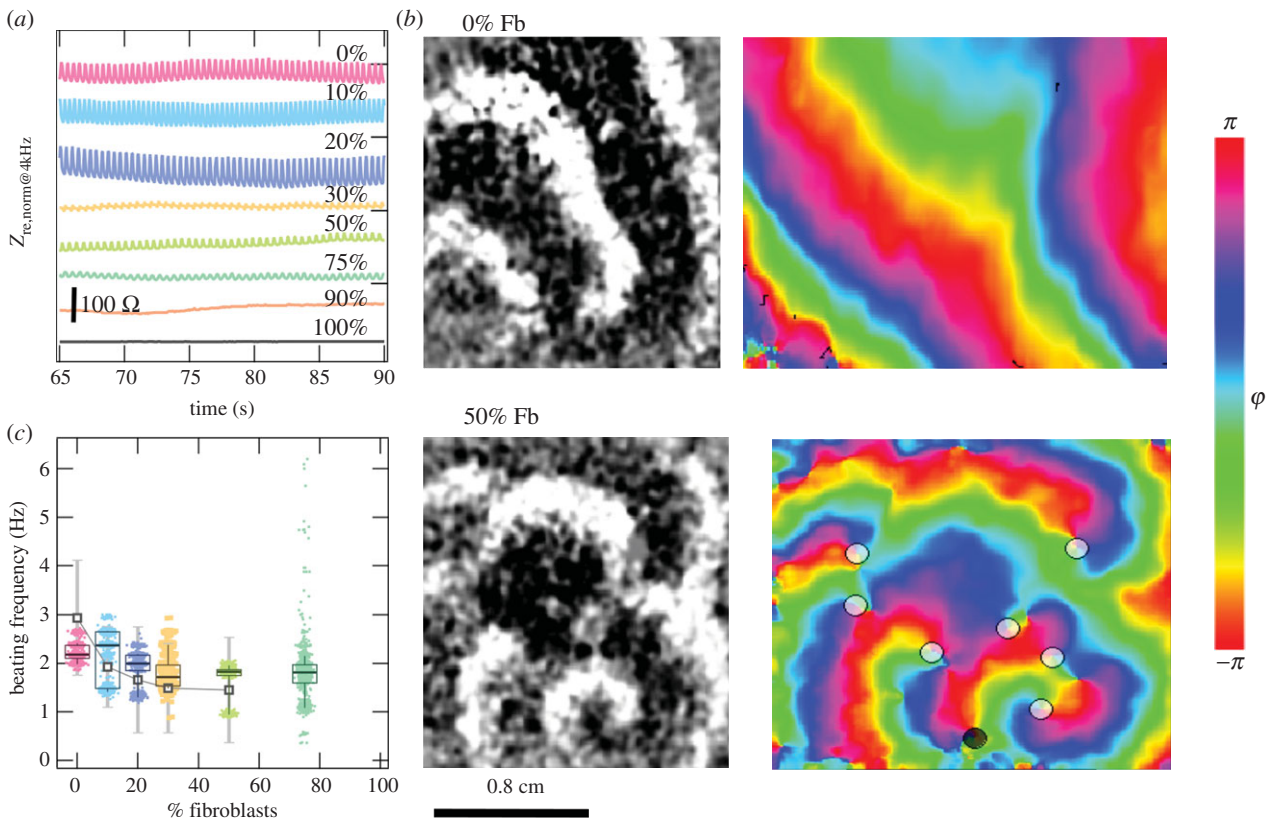 (a)
0%
10%
20%
30%
50%
75%
90%
100%
100 Ω
Z re,norm@4kHz
65 70 75 80 85 90
time (s)
(b)
0% Fb
π
φ
−π
50% Fb
0.8 cm
(c)
6
5
4
3
2
1
0
beating frequency (Hz)
0 20 40 60 80 100
% fibroblasts